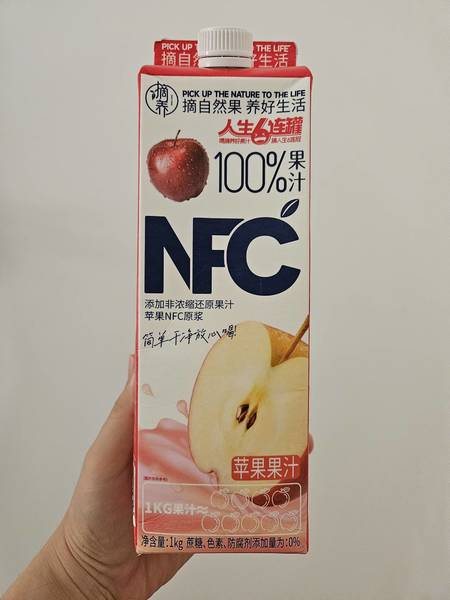 PICK UP THE NATURE TO THE LIFE
摘自然果 养好生活
PICK UP THE NATURE TO THE LIFE
摘养
摘自然果 养好生活
人生6连罐
100%果汁
NFC
添加非浓缩还原果汁
苹果NFC原浆
简单干净放心喝!
苹果果汁
1KG果汁≈
净含量:1kg 蔗糖、色素、防腐剂添加量为:0%